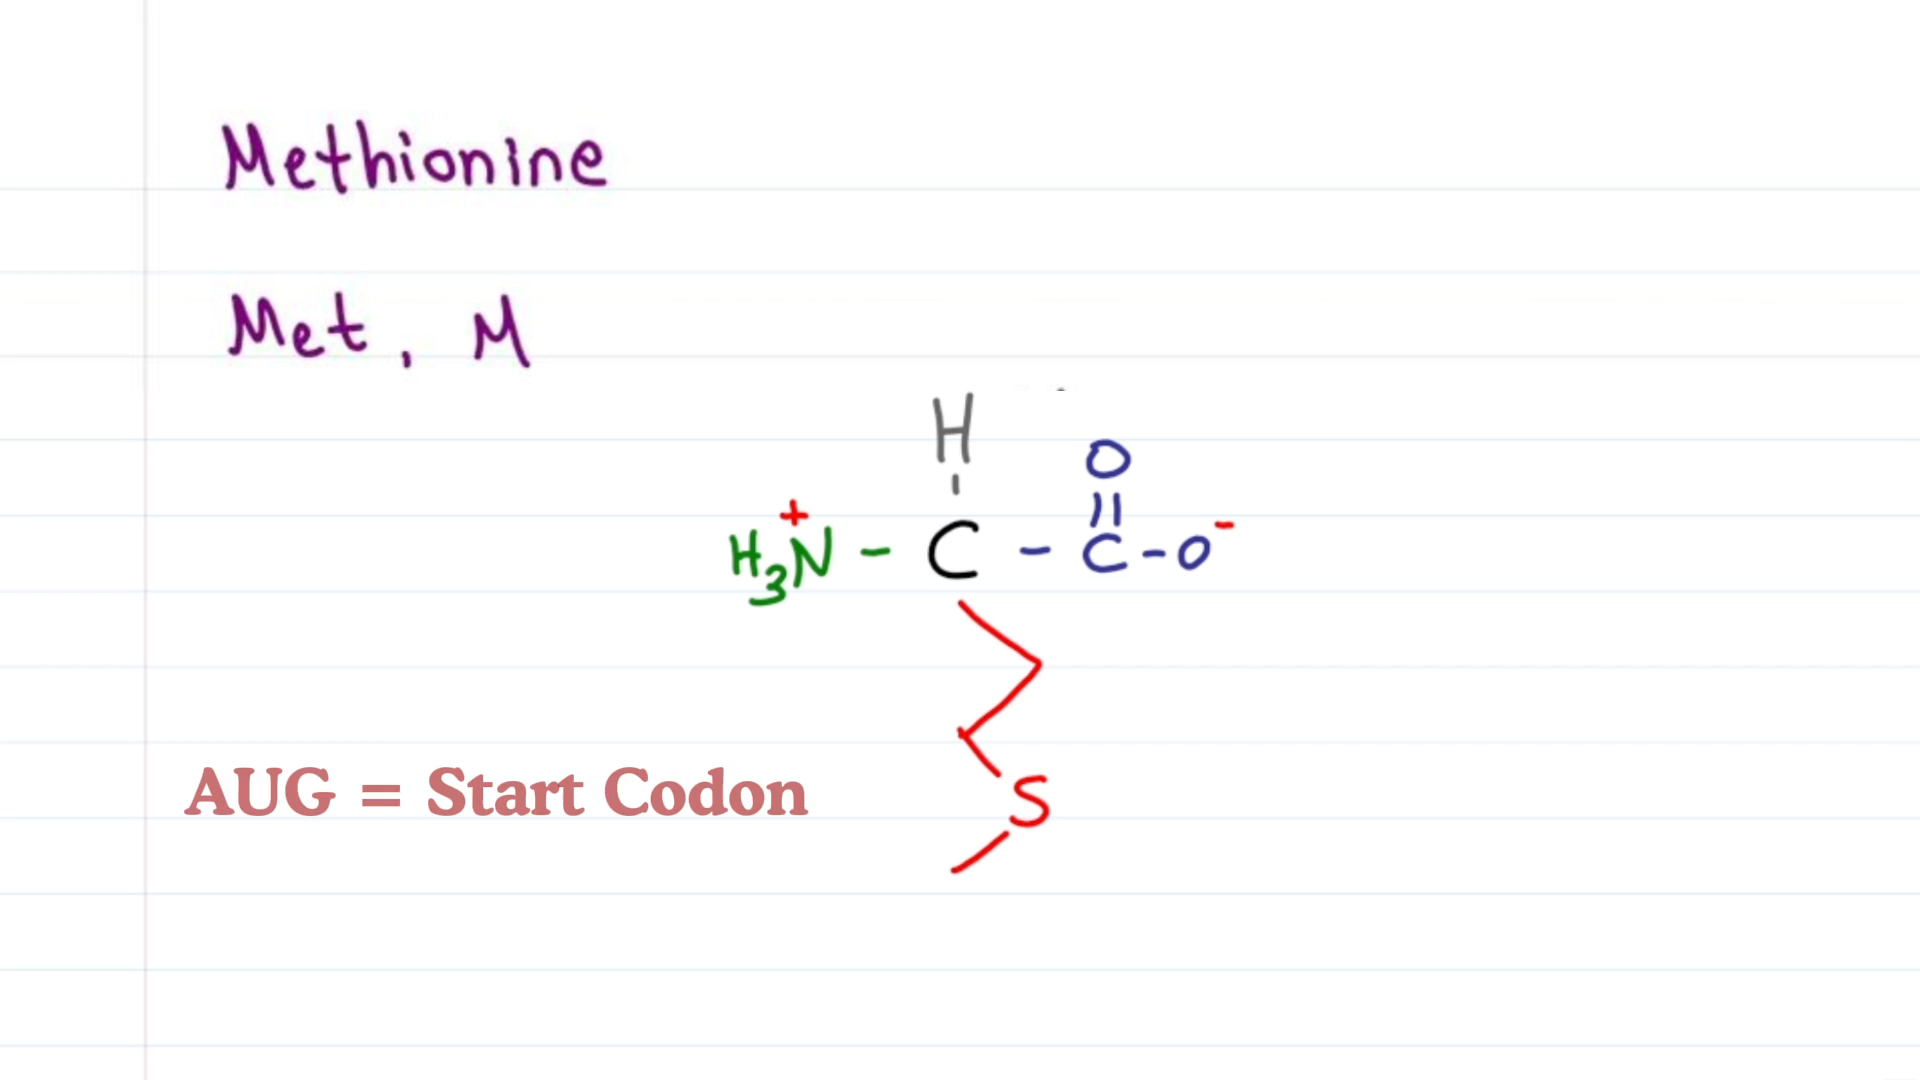 Methionine
Met, M
H
O
+
H3N - C - C - O-
S
AUG = Start Codon